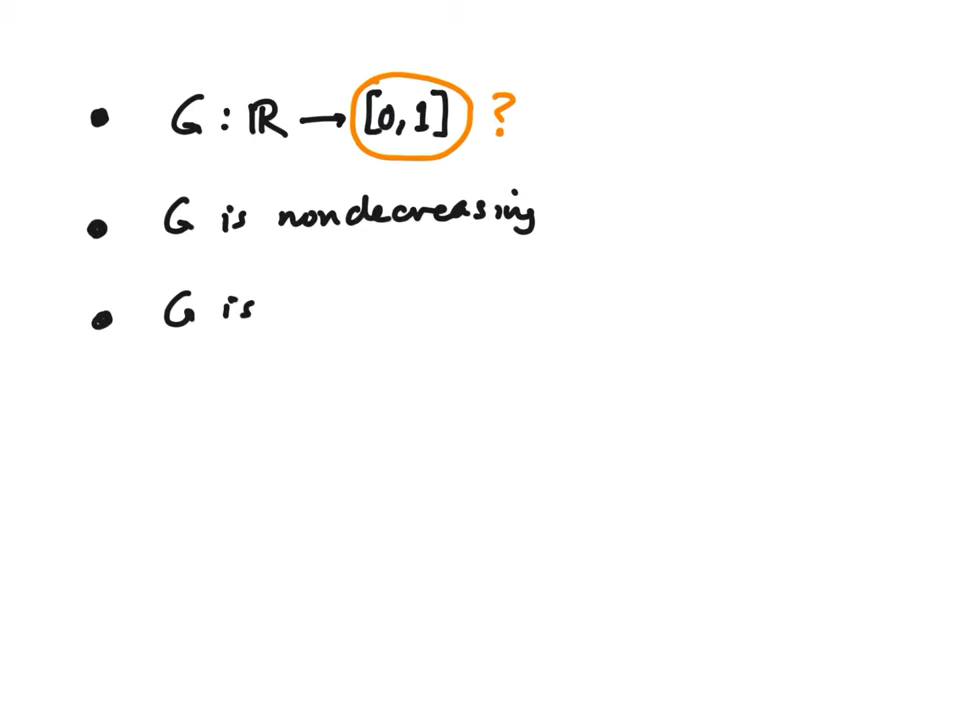 • G : ℝ → [0,1] ?
• G is nondecreasing
• G is